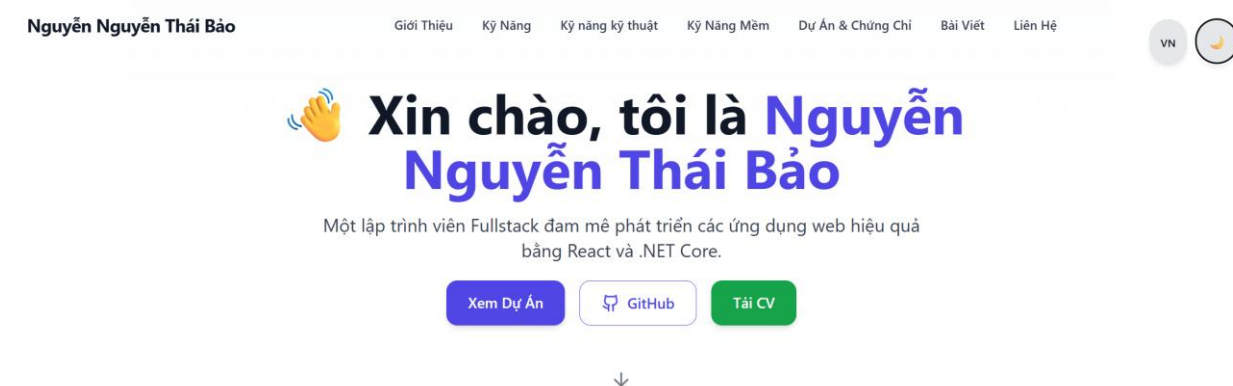 Nguyễn Nguyễn Thái Bảo
Giới Thiệu Kỹ Năng Kỹ năng kỹ thuật Kỹ Năng Mềm Dự Án & Chứng Chỉ Bài Viết Liên Hệ
VN
👋 Xin chào, tôi là Nguyễn
Nguyễn Thái Bảo
Một lập trình viên Fullstack đam mê phát triển các ứng dụng web hiệu quả
bằng React và .NET Core.
Xem Dự Án GitHub Tải CV